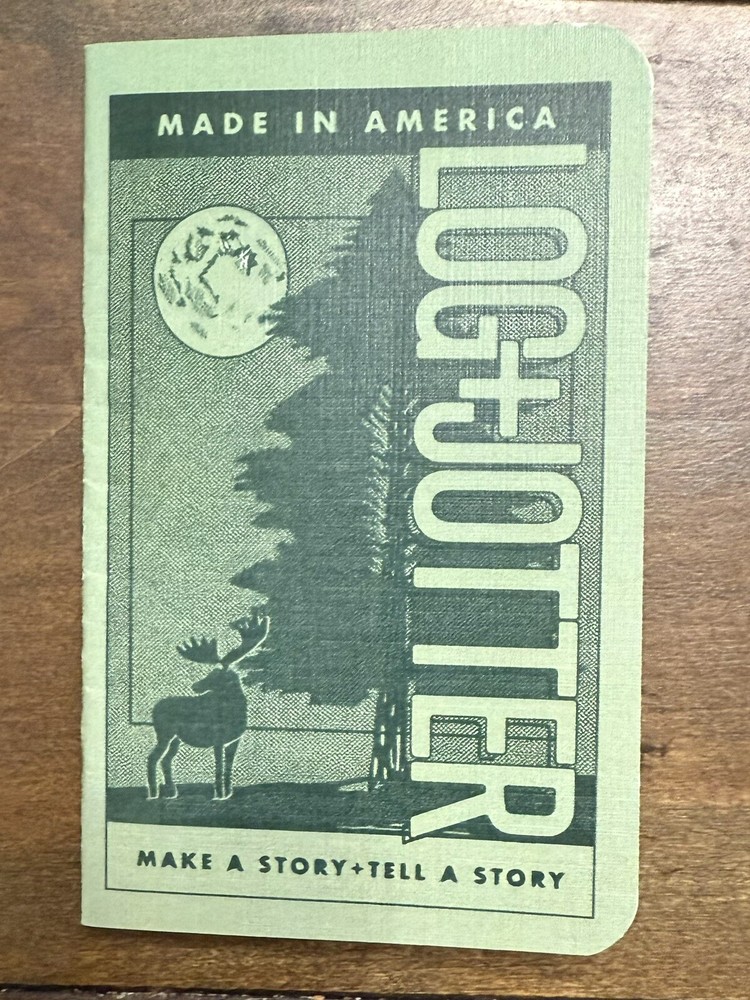 MADE IN AMERICA
LOG+JOTTER
MAKE A STORY+TELL A STORY